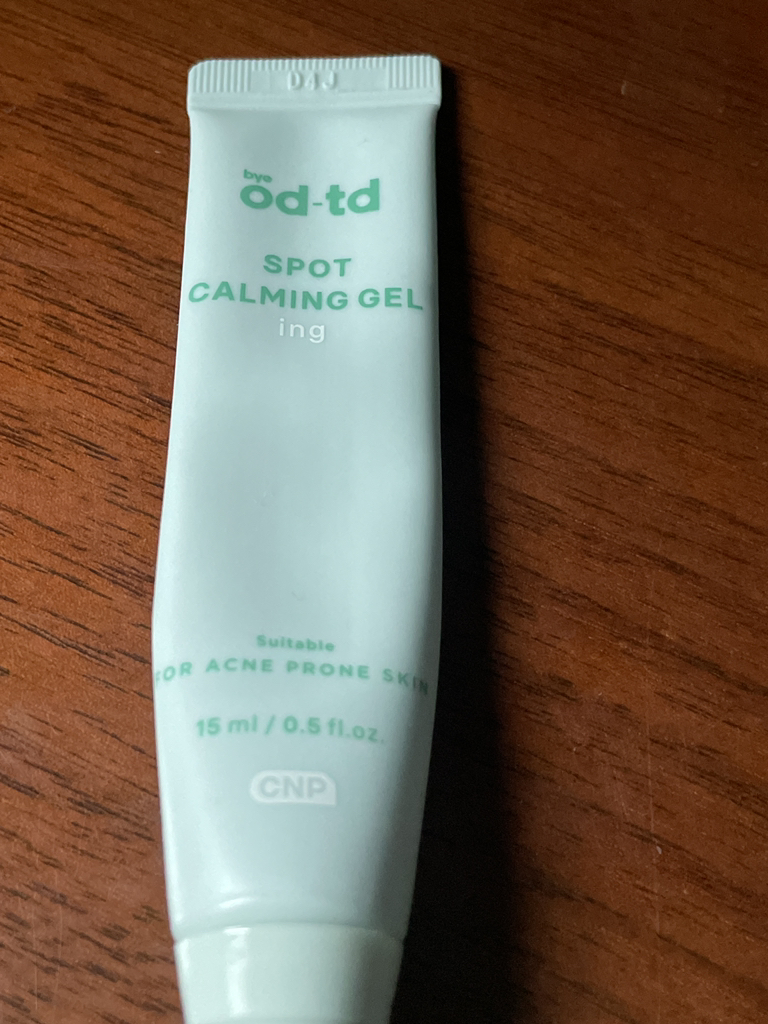 D4J
bye
od-td
SPOT
CALMING GEL
ing
Suitable
FOR ACNE PRONE SKIN
15 ml / 0.5 fl.oz.
CNP